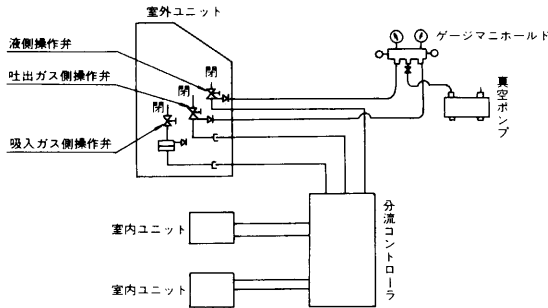 室外ユニット
液側操作弁
吐出ガス側操作弁
吸入ガス側操作弁
閉
閉
閉
ゲージマニホールド
真空ポンプ
分流コントローラ
室内ユニット
室内ユニット